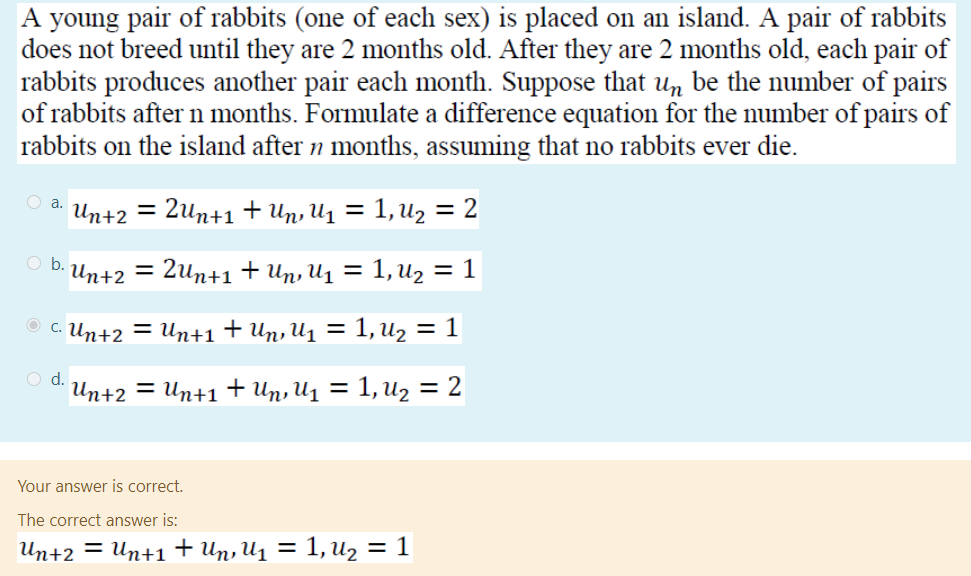 A young pair of rabbits (one of each sex) is placed on an island. A pair of rabbits
does not breed until they are 2 months old. After they are 2 months old, each pair of
rabbits produces another pair each month. Suppose that uₙ be the number of pairs
of rabbits after n months. Formulate a difference equation for the number of pairs of
rabbits on the island after n months, assuming that no rabbits ever die.
a. uₙ₊₂ = 2uₙ₊₁ + uₙ, u₁ = 1, u₂ = 2
b. uₙ₊₂ = 2uₙ₊₁ + uₙ, u₁ = 1, u₂ = 1
c. uₙ₊₂ = uₙ₊₁ + uₙ, u₁ = 1, u₂ = 1
d. uₙ₊₂ = uₙ₊₁ + uₙ, u₁ = 1, u₂ = 2
Your answer is correct.
The correct answer is:
uₙ₊₂ = uₙ₊₁ + uₙ, u₁ = 1, u₂ = 1